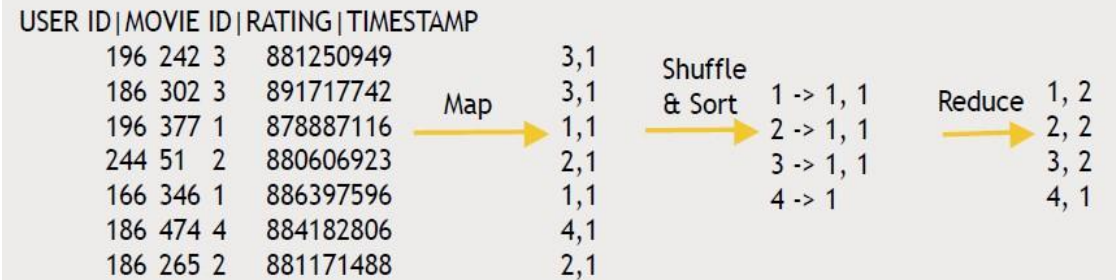 USER ID|MOVIE ID|RATING|TIMESTAMP
196 242 3 881250949
186 302 3 891717742
196 377 1 878887116
244 51 2 880606923
166 346 1 886397596
186 474 4 884182806
186 265 2 881171488
Map
3,1
3,1
1,1
2,1
1,1
4,1
2,1
Shuffle
& Sort
1 -> 1, 1
2 -> 1, 1
3 -> 1, 1
4 -> 1
Reduce
1, 2
2, 2
3, 2
4, 1